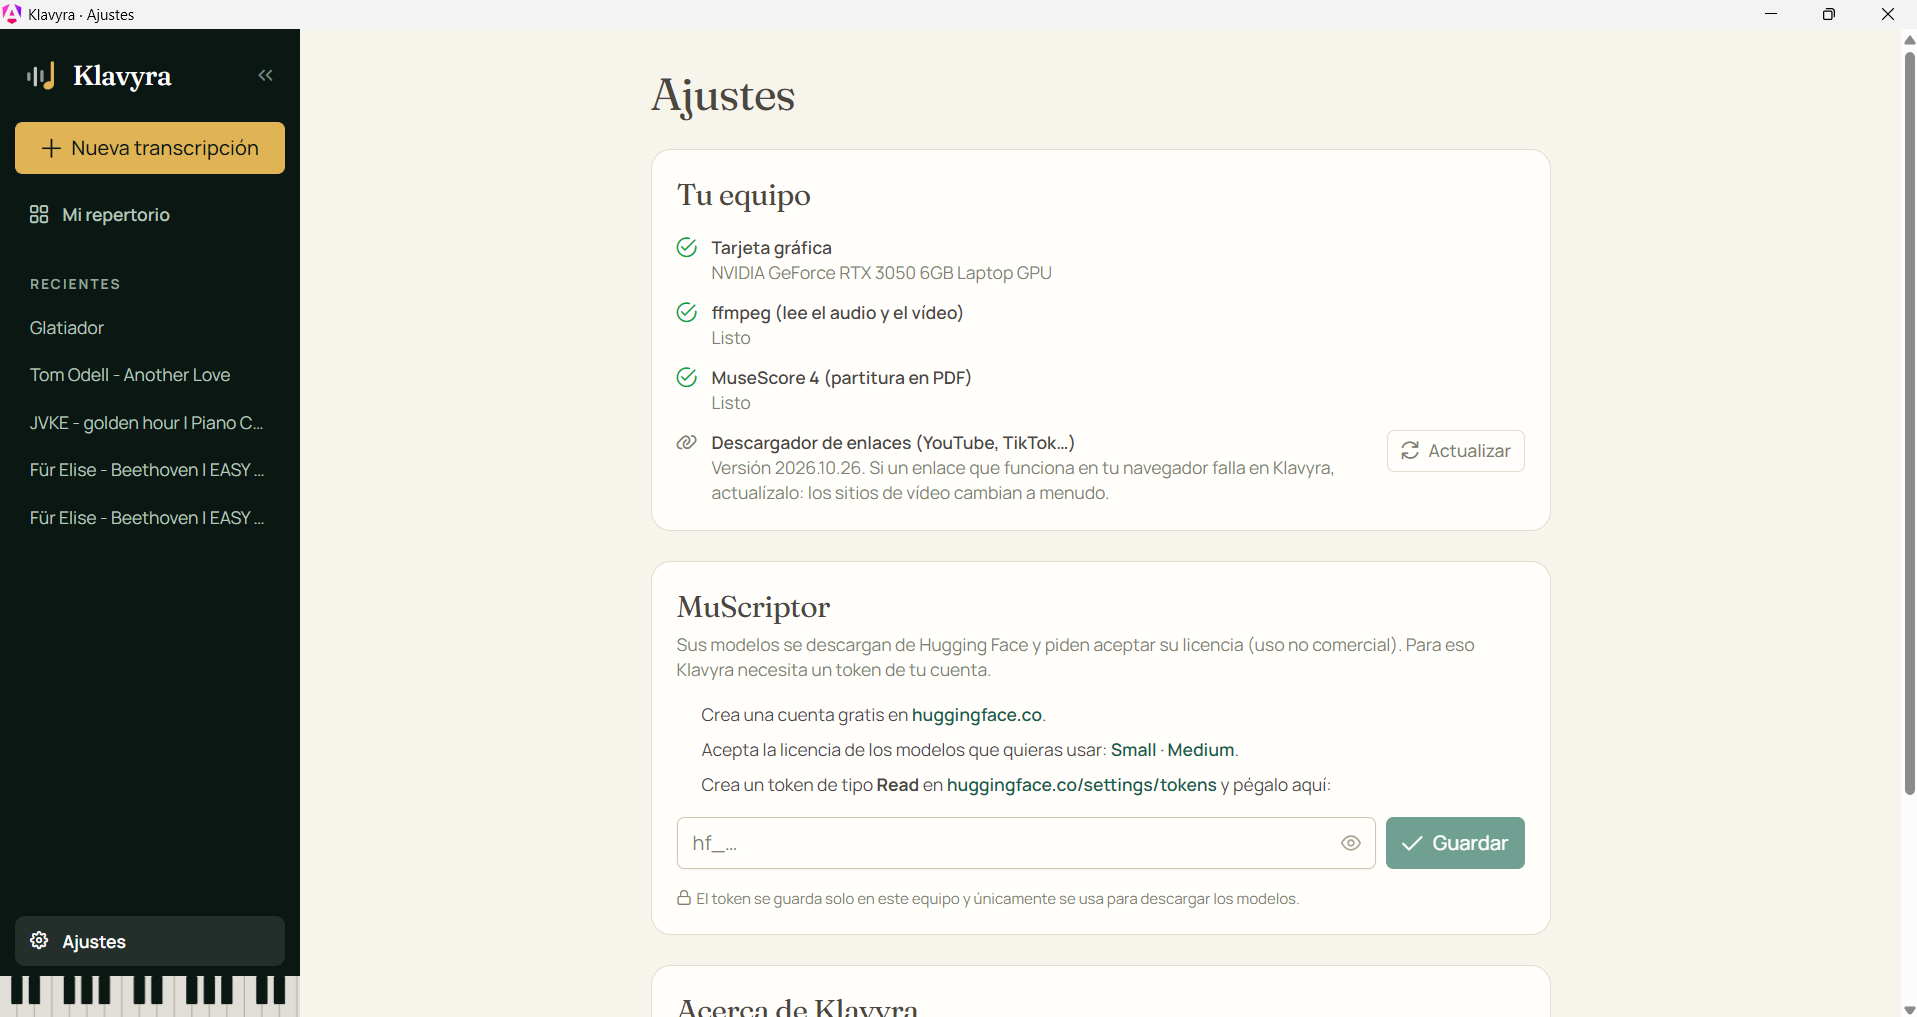 Klavyra · Ajustes
Klavyra
Nueva transcripción
Mi repertorio
RECIENTES
Glatiador
Tom Odell - Another Love
JVKE - golden hour | Piano C...
Für Elise - Beethoven | EASY ...
Für Elise - Beethoven | EASY ...
Ajustes
Ajustes
Tu equipo
Tarjeta gráfica
NVIDIA GeForce RTX 3050 6GB Laptop GPU
ffmpeg (lee el audio y el vídeo)
Listo
MuseScore 4 (partitura en PDF)
Listo
Descargador de enlaces (YouTube, TikTok...)
Versión 2026.10.26. Si un enlace que funciona en tu navegador falla en Klavyra,
actualízalo: los sitios de vídeo cambian a menudo.
Actualizar
MuScriptor
Sus modelos se descargan de Hugging Face y piden aceptar su licencia (uso no comercial). Para eso
Klavyra necesita un token de tu cuenta.
Crea una cuenta gratis en huggingface.co.
Acepta la licencia de los modelos que quieras usar: Small · Medium.
Crea un token de tipo Read en huggingface.co/settings/tokens y pégalo aquí:
hf_...
Guardar
El token se guarda solo en este equipo y únicamente se usa para descargar los modelos.
Acerca de Klavyra